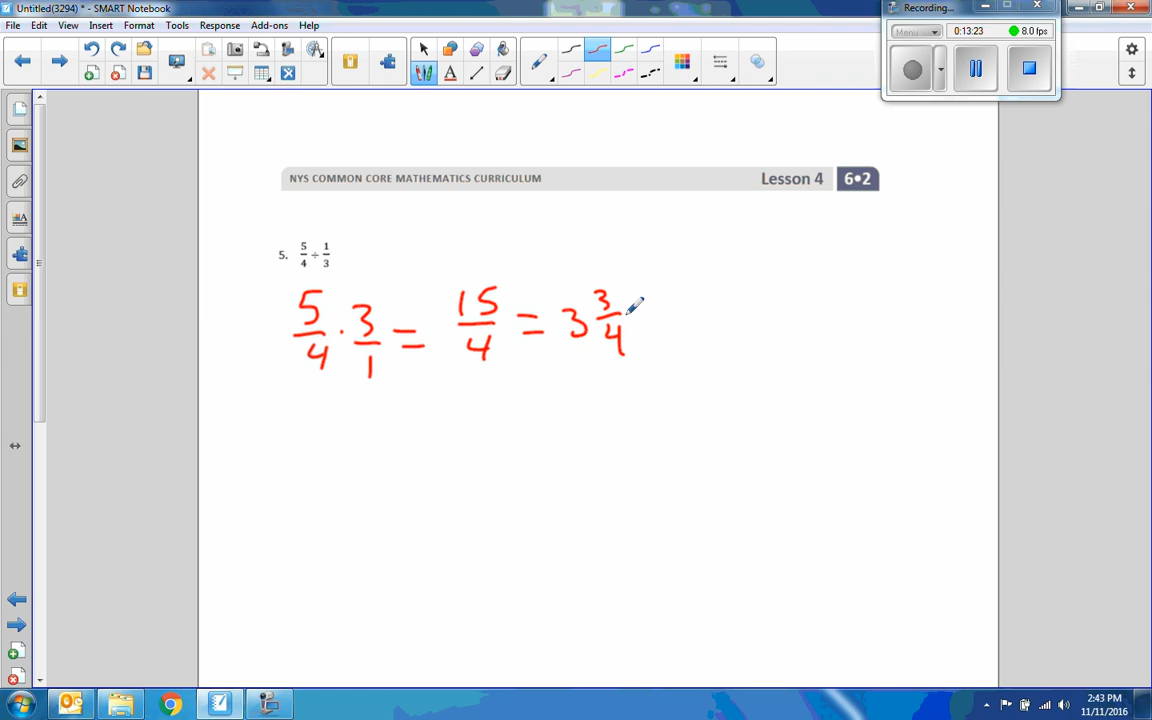 Untitled(3294) * - SMART Notebook
File Edit View Insert Format Tools Response Add-ons Help
Recording...
Menu 0:13:23 8.0 fps
NYS COMMON CORE MATHEMATICS CURRICULUM Lesson 4 6•2
5. 5/4 ÷ 1/3
5/4 · 3/1 = 15/4 = 3 3/4
2:43 PM
11/11/2016